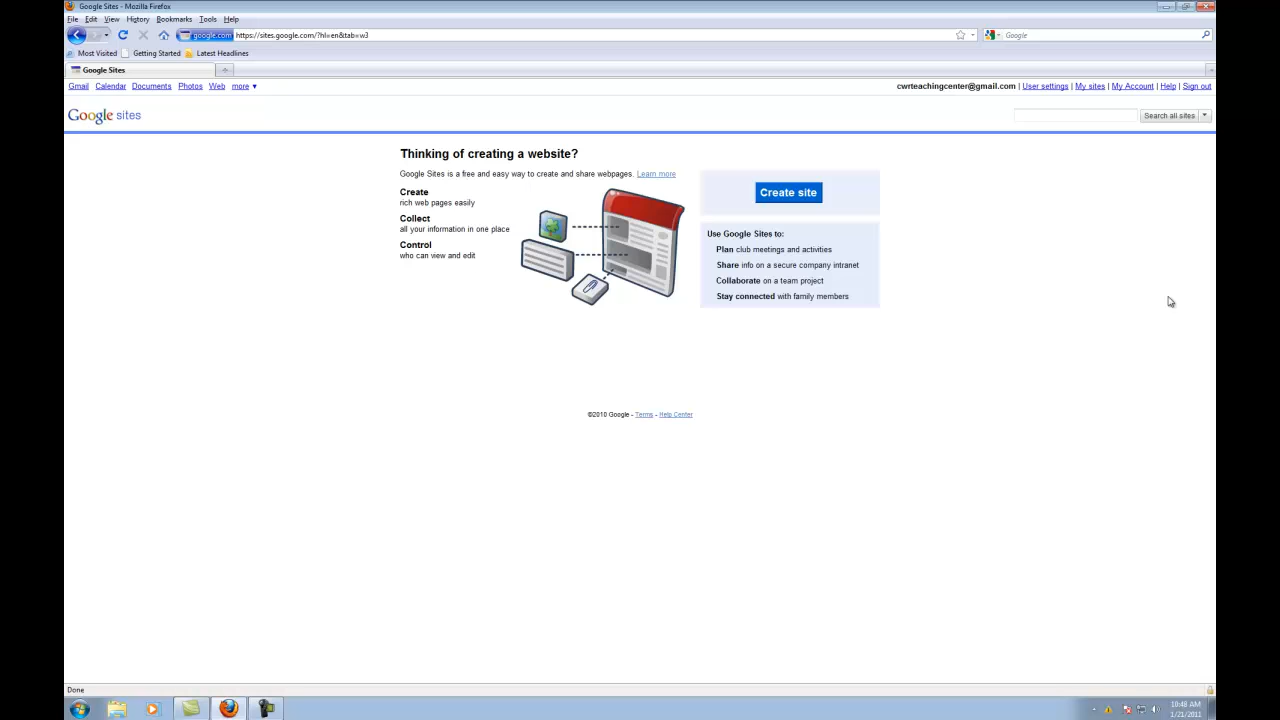 Google Sites - Mozilla Firefox
File Edit View History Bookmarks Tools Help
google.com https://sites.google.com/?hl=en&tab=w3
Google
Most Visited Getting Started Latest Headlines
Google Sites
Gmail Calendar Documents Photos Web more ▼
cwrteachingcenter@gmail.com | User settings | My sites | My Account | Help | Sign out
Google sites
Search all sites
Thinking of creating a website?
Google Sites is a free and easy way to create and share webpages. Learn more
Create
rich web pages easily
Collect
all your information in one place
Control
who can view and edit
Create site
Use Google Sites to:
Plan club meetings and activities
Share info on a secure company intranet
Collaborate on a team project
Stay connected with family members
©2010 Google - Terms - Help Center
Done
10:48 AM
1/21/2011